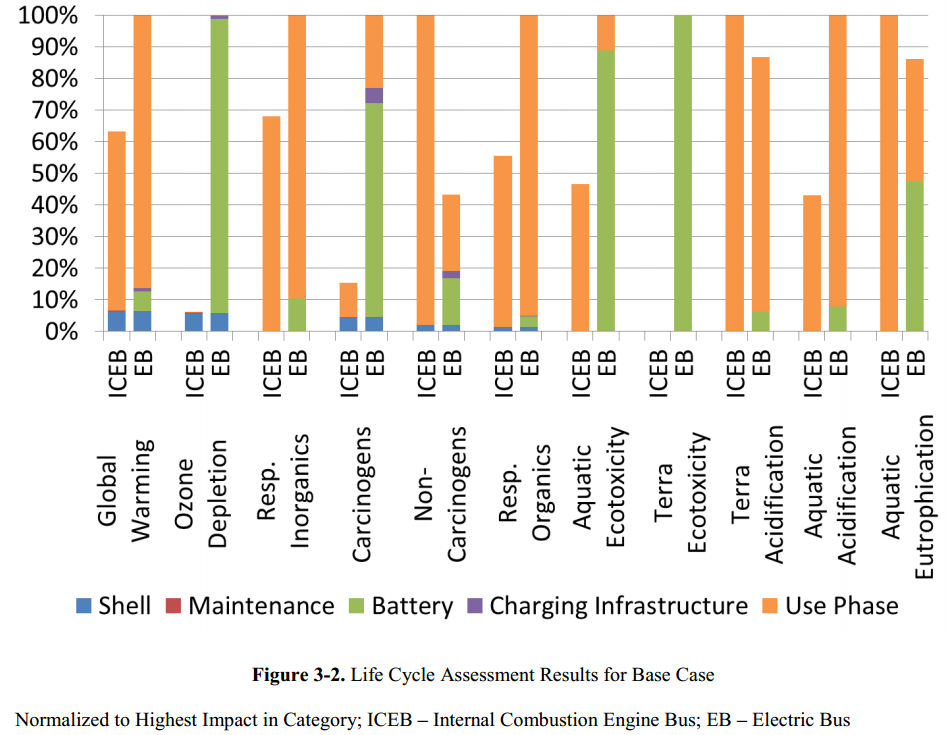 100%
90%
80%
70%
60%
50%
40%
30%
20%
10%
0%
ICEB EB ICEB EB ICEB EB ICEB EB ICEB EB ICEB EB ICEB EB ICEB EB ICEB EB ICEB EB ICEB EB
Global
Warming
Ozone
Depletion
Resp.
Inorganics
Carcinogens
Non-
Carcinogens
Resp.
Organics
Aquatic
Ecotoxicity
Terra
Ecotoxicity
Terra
Acidification
Aquatic
Acidification
Aquatic
Eutrophication
Shell Maintenance Battery Charging Infrastructure Use Phase
Figure 3-2. Life Cycle Assessment Results for Base Case
Normalized to Highest Impact in Category; ICEB – Internal Combustion Engine Bus; EB – Electric Bus